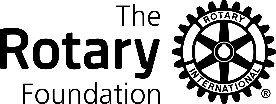 The
Rotary
Foundation
ROTARY
INTERNATIONAL
®